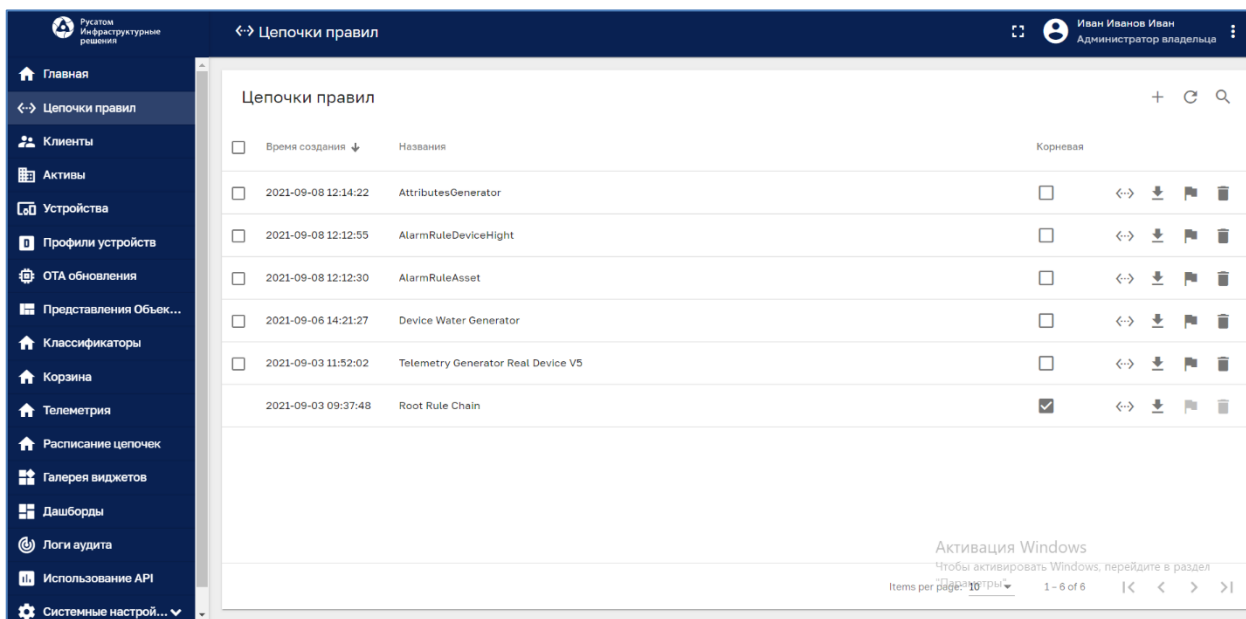 Русатом
Инфраструктурные
решения
Цепочки правил
Иван Иванов Иван
Администратор владельца
Главная
Цепочки правил
Клиенты
Активы
Устройства
Профили устройств
ОТА обновления
Представления Объек...
Классификаторы
Корзина
Телеметрия
Расписание цепочек
Галерея виджетов
Дашборды
Логи аудита
Использование API
Системные настрой...
Цепочки правил
Время создания Названия Корневая
2021-09-08 12:14:22 AttributesGenerator
2021-09-08 12:12:55 AlarmRuleDeviceHight
2021-09-08 12:12:30 AlarmRuleAsset
2021-09-06 14:21:27 Device Water Generator
2021-09-03 11:52:02 Telemetry Generator Real Device V5
2021-09-03 09:37:48 Root Rule Chain
Активация Windows
Чтобы активировать Windows, перейдите в раздел
"Параметры".
Items per page: 10 1 – 6 of 6